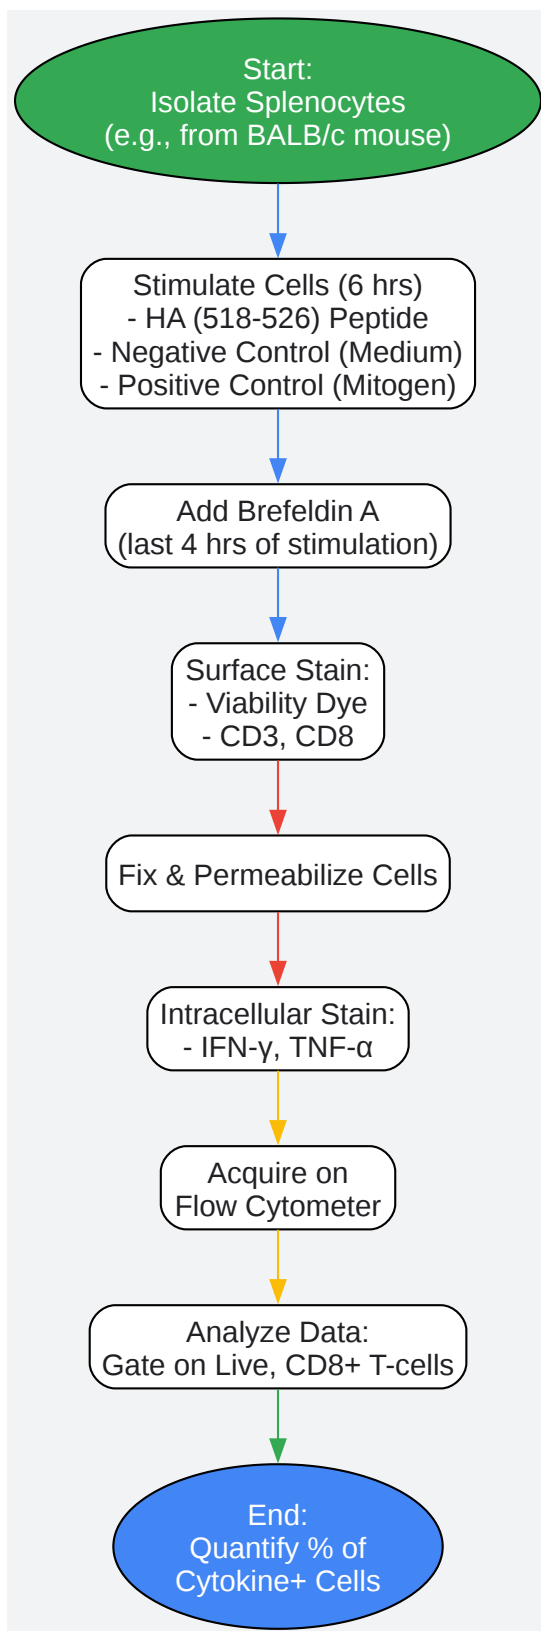 Start:
Isolate Splenocytes
(e.g., from BALB/c mouse)
Stimulate Cells (6 hrs)
- HA (518-526) Peptide
- Negative Control (Medium)
- Positive Control (Mitogen)
Add Brefeldin A
(last 4 hrs of stimulation)
Surface Stain:
- Viability Dye
- CD3, CD8
Fix & Permeabilize Cells
Intracellular Stain:
- IFN-γ, TNF-α
Acquire on
Flow Cytometer
Analyze Data:
Gate on Live, CD8+ T-cells
End:
Quantify % of
Cytokine+ Cells